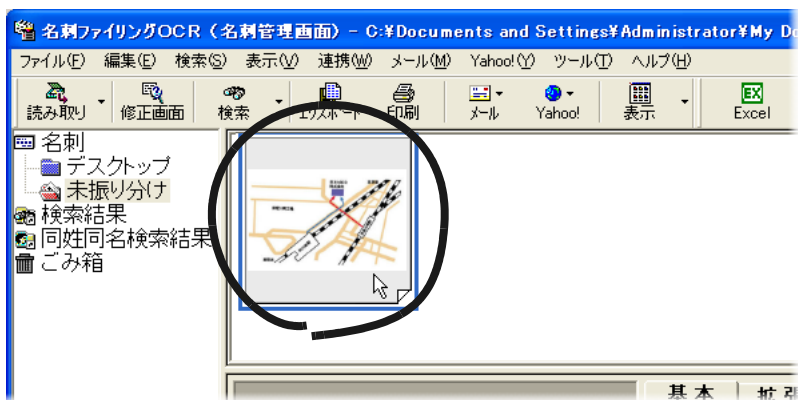 名刺ファイリングOCR（名刺管理画面）- C:¥Documents and Settings¥Administrator¥My Do
ファイル(F) 編集(E) 検索(S) 表示(V) 連携(W) メール(M) Yahoo!(Y) ツール(T) ヘルプ(H)
読み取り 修正画面 検索 エクスポート 印刷 メール Yahoo! 表示 Excel
EX
名刺
デスクトップ
未振り分け
検索結果
同姓同名検索結果
ごみ箱
基本 拡張